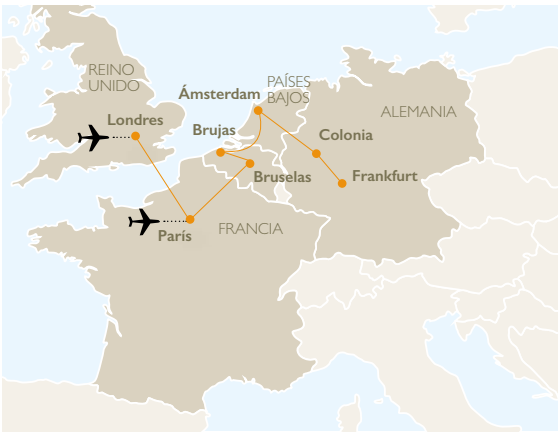 REINO
UNIDO
PAÍSES
BAJOS
Ámsterdam
ALEMANIA
Londres
Brujas
Colonia
Bruselas
Frankfurt
FRANCIA
París